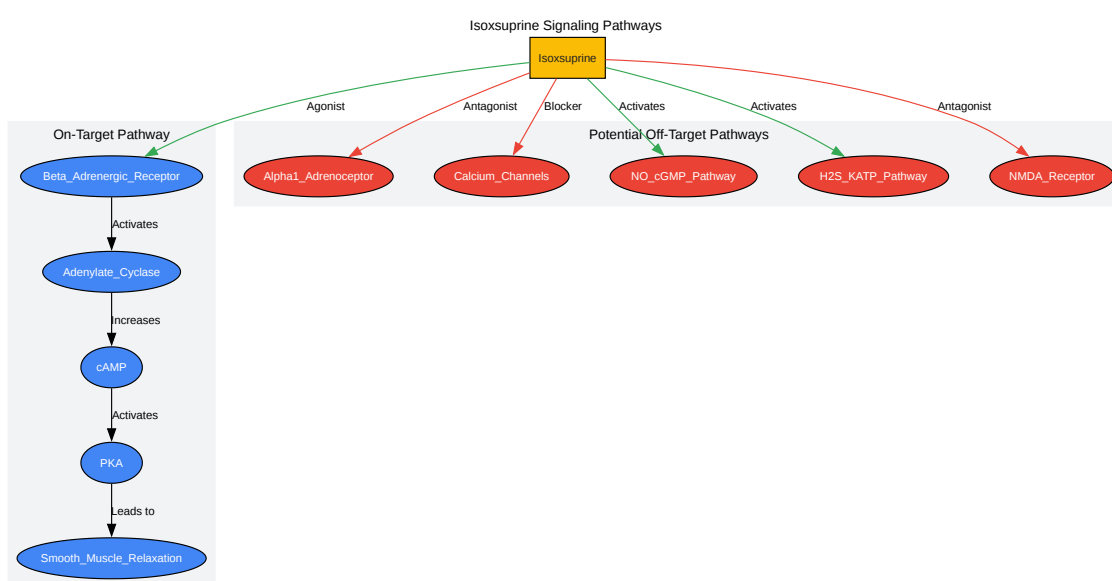 Isoxsuprine Signaling Pathways
Isoxsuprine
Agonist
Antagonist
Blocker
Activates
Activates
Antagonist
On-Target Pathway
Potential Off-Target Pathways
Beta_Adrenergic_Receptor
Alpha1_Adrenoceptor
Calcium_Channels
NO_cGMP_Pathway
H2S_KATP_Pathway
NMDA_Receptor
Activates
Adenylate_Cyclase
Increases
cAMP
Activates
PKA
Leads to
Smooth_Muscle_Relaxation